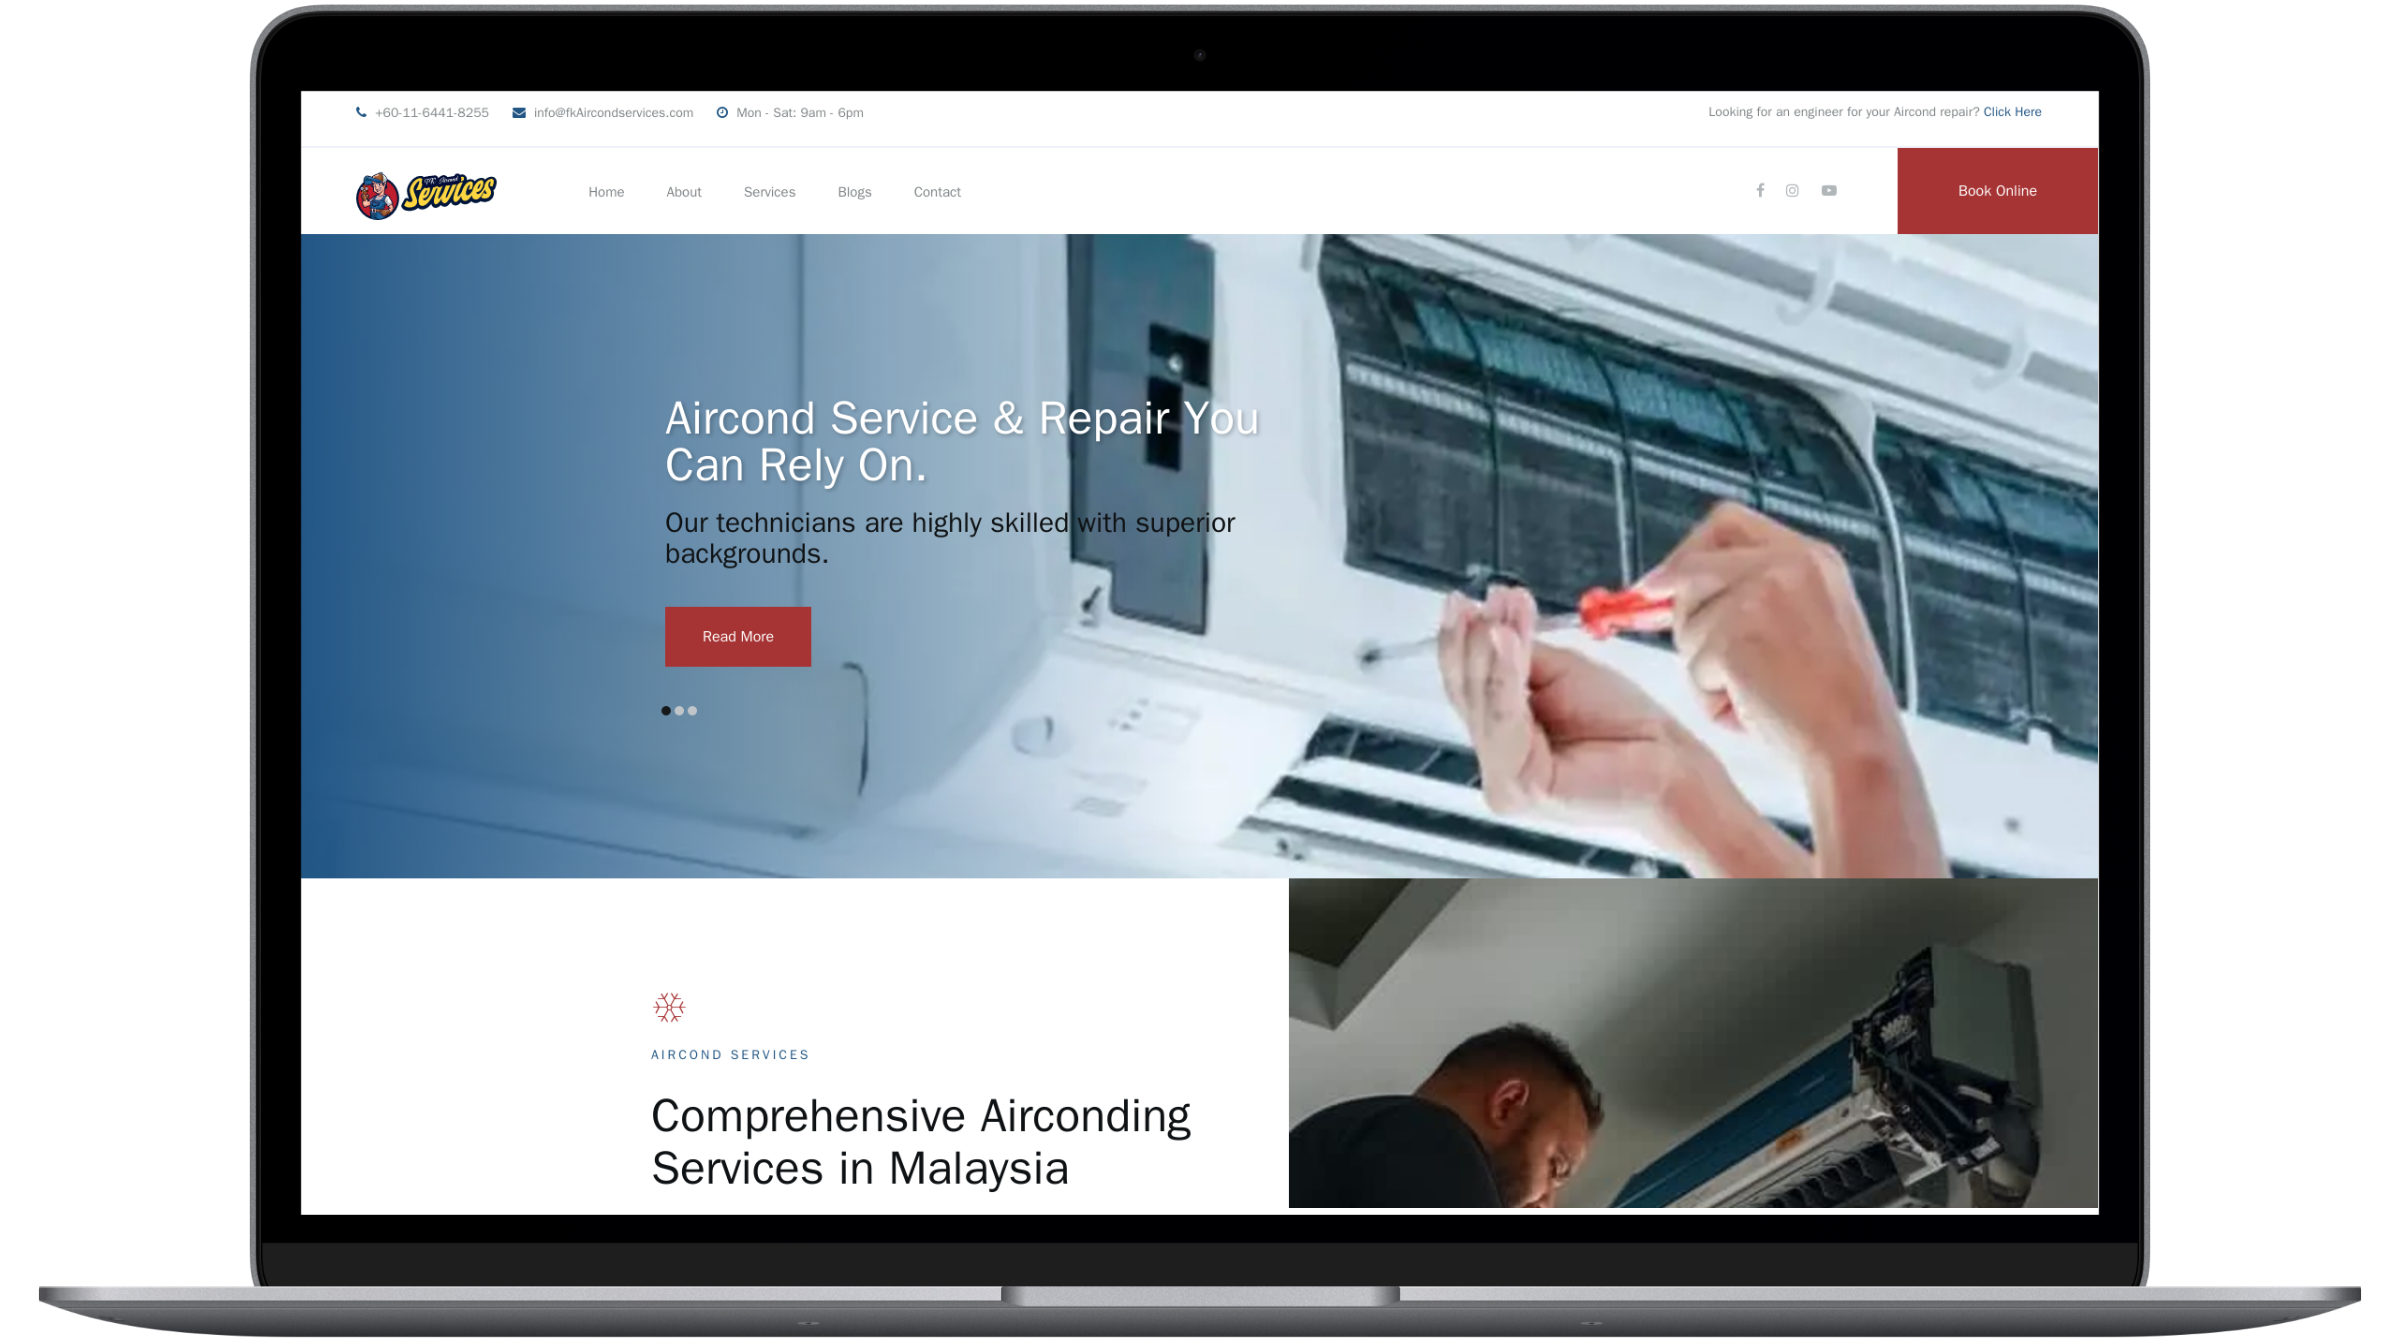 +60-11-6441-8255 info@fkAircondservices.com Mon - Sat: 9am - 6pm Looking for an engineer for your Aircond repair? Click Here
FK Aircond
Services
Home About Services Blogs Contact Book Online
Aircond Service & Repair You
Can Rely On.
Our technicians are highly skilled with superior
backgrounds.
Read More
AIRCOND SERVICES
Comprehensive Airconding
Services in Malaysia